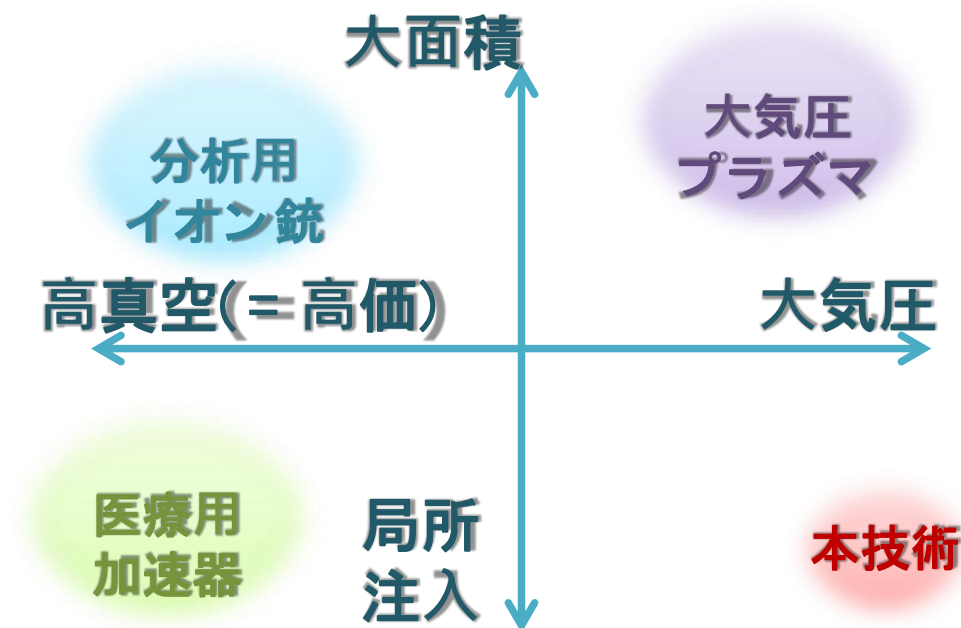 大面積
大気圧
プラズマ
分析用
イオン銃
高真空(=高価)
大気圧
医療用
加速器
局所
注入
本技術